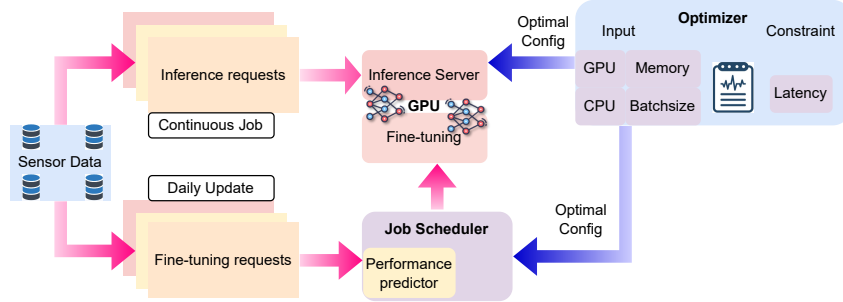 Sensor Data
Inference requests
Continuous Job
Daily Update
Fine-tuning requests
Inference Server
GPU
Fine-tuning
Job Scheduler
Performance
predictor
Optimal
Config
Optimizer
Input
Constraint
GPU
Memory
CPU
Batchsize
Latency
Optimal
Config